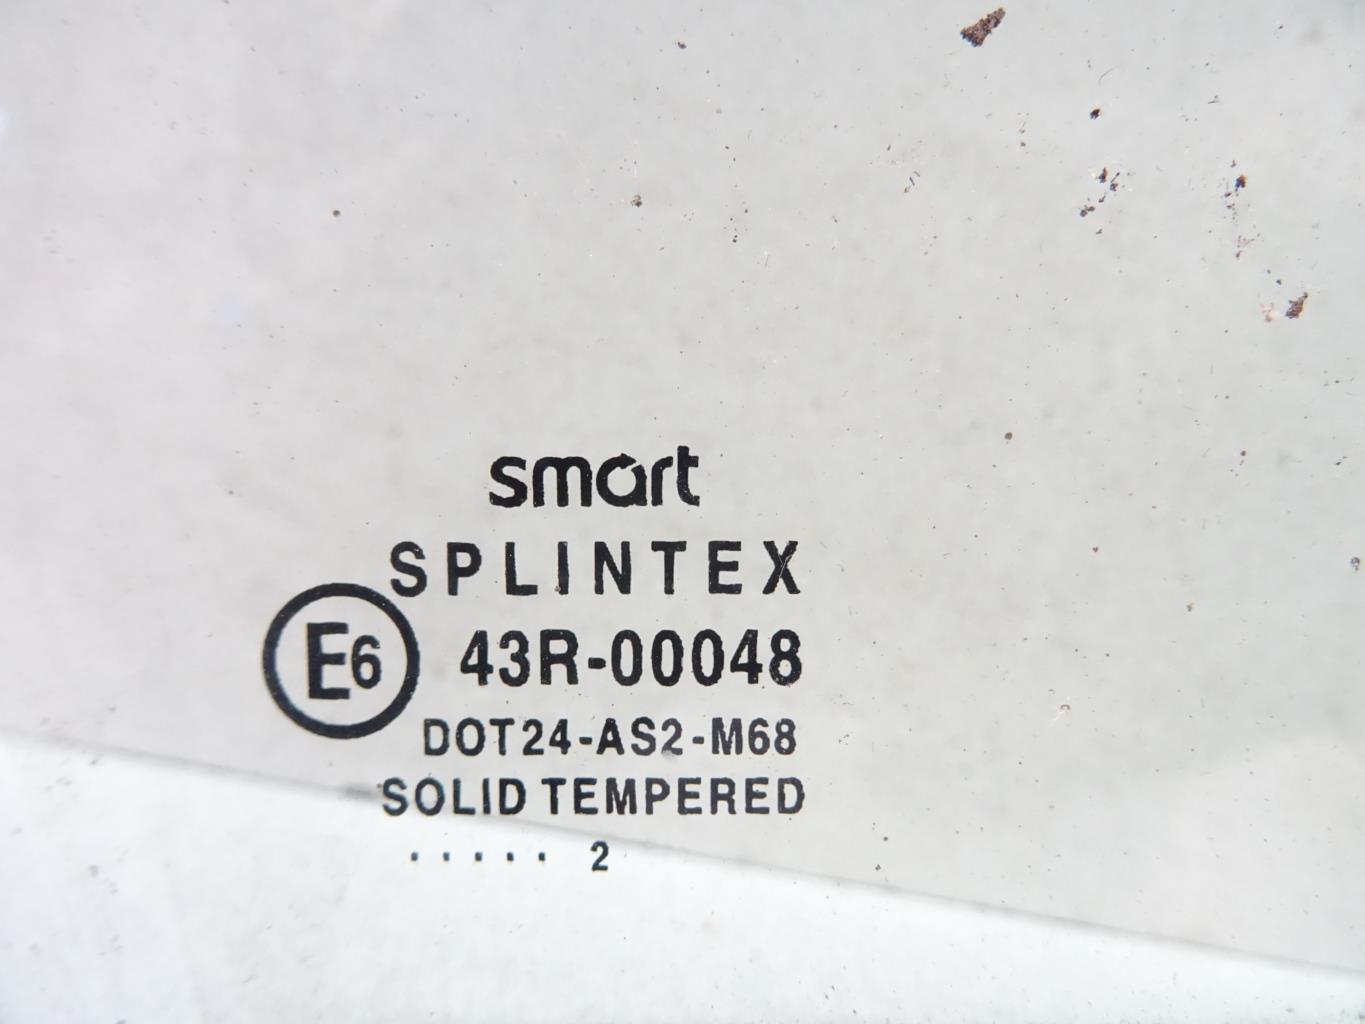 smart
SPLINTEX
E6 43R-00048
DOT24-AS2-M68
SOLID TEMPERED
..... 2